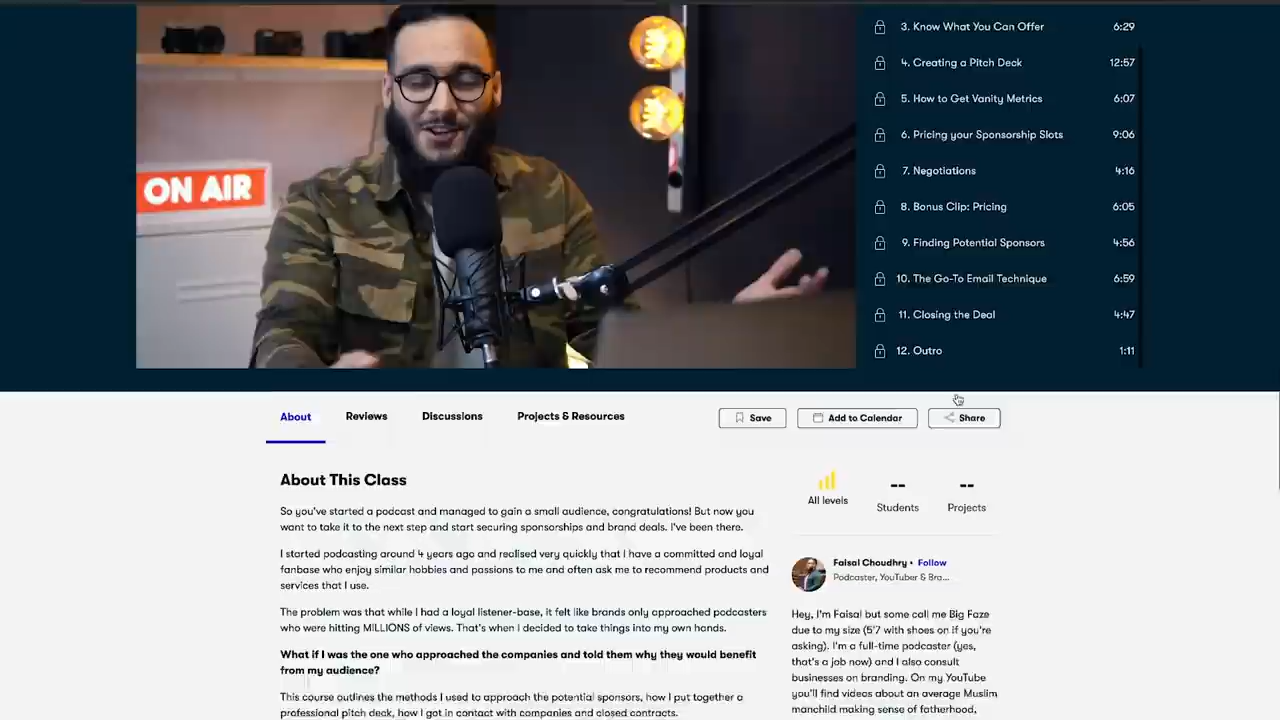 ON AIR
3. Know What You Can Offer 6:29
4. Creating a Pitch Deck 12:57
5. How to Get Vanity Metrics 6:07
6. Pricing your Sponsorship Slots 9:06
7. Negotiations 4:16
8. Bonus Clip: Pricing 6:05
9. Finding Potential Sponsors 4:56
10. The Go-To Email Technique 6:59
11. Closing the Deal 4:47
12. Outro 1:11
About Reviews Discussions Projects & Resources Save Add to Calendar Share
About This Class
So you've started a podcast and managed to gain a small audience, congratulations! But now you
want to take it to the next step and start securing sponsorships and brand deals. I've been there.
I started podcasting around 4 years ago and realised very quickly that I have a committed and loyal
fanbase who enjoy similar hobbies and passions to me and often ask me to recommend products and
services that I use.
The problem was that while I had a loyal listener-base, it felt like brands only approached podcasters
who were hitting MILLIONS of views. That's when I decided to take things into my own hands.
What if I was the one who approached the companies and told them why they would benefit
from my audience?
This course outlines the methods I used to approach the potential sponsors, how I put together a
professional pitch deck, how I got in contact with companies and closed contracts.
All levels
-- Students
-- Projects
Faisal Choudhry • Follow
Podcaster, YouTuber & Bra...
Hey, I'm Faisal but some call me Big Faze
due to my size (5'7 with shoes on if you're
asking). I'm a full-time podcaster (yes,
that's a job now) and I also consult
businesses on branding. On my YouTube
you'll find videos about an average Muslim
manchild making sense of fatherhood,